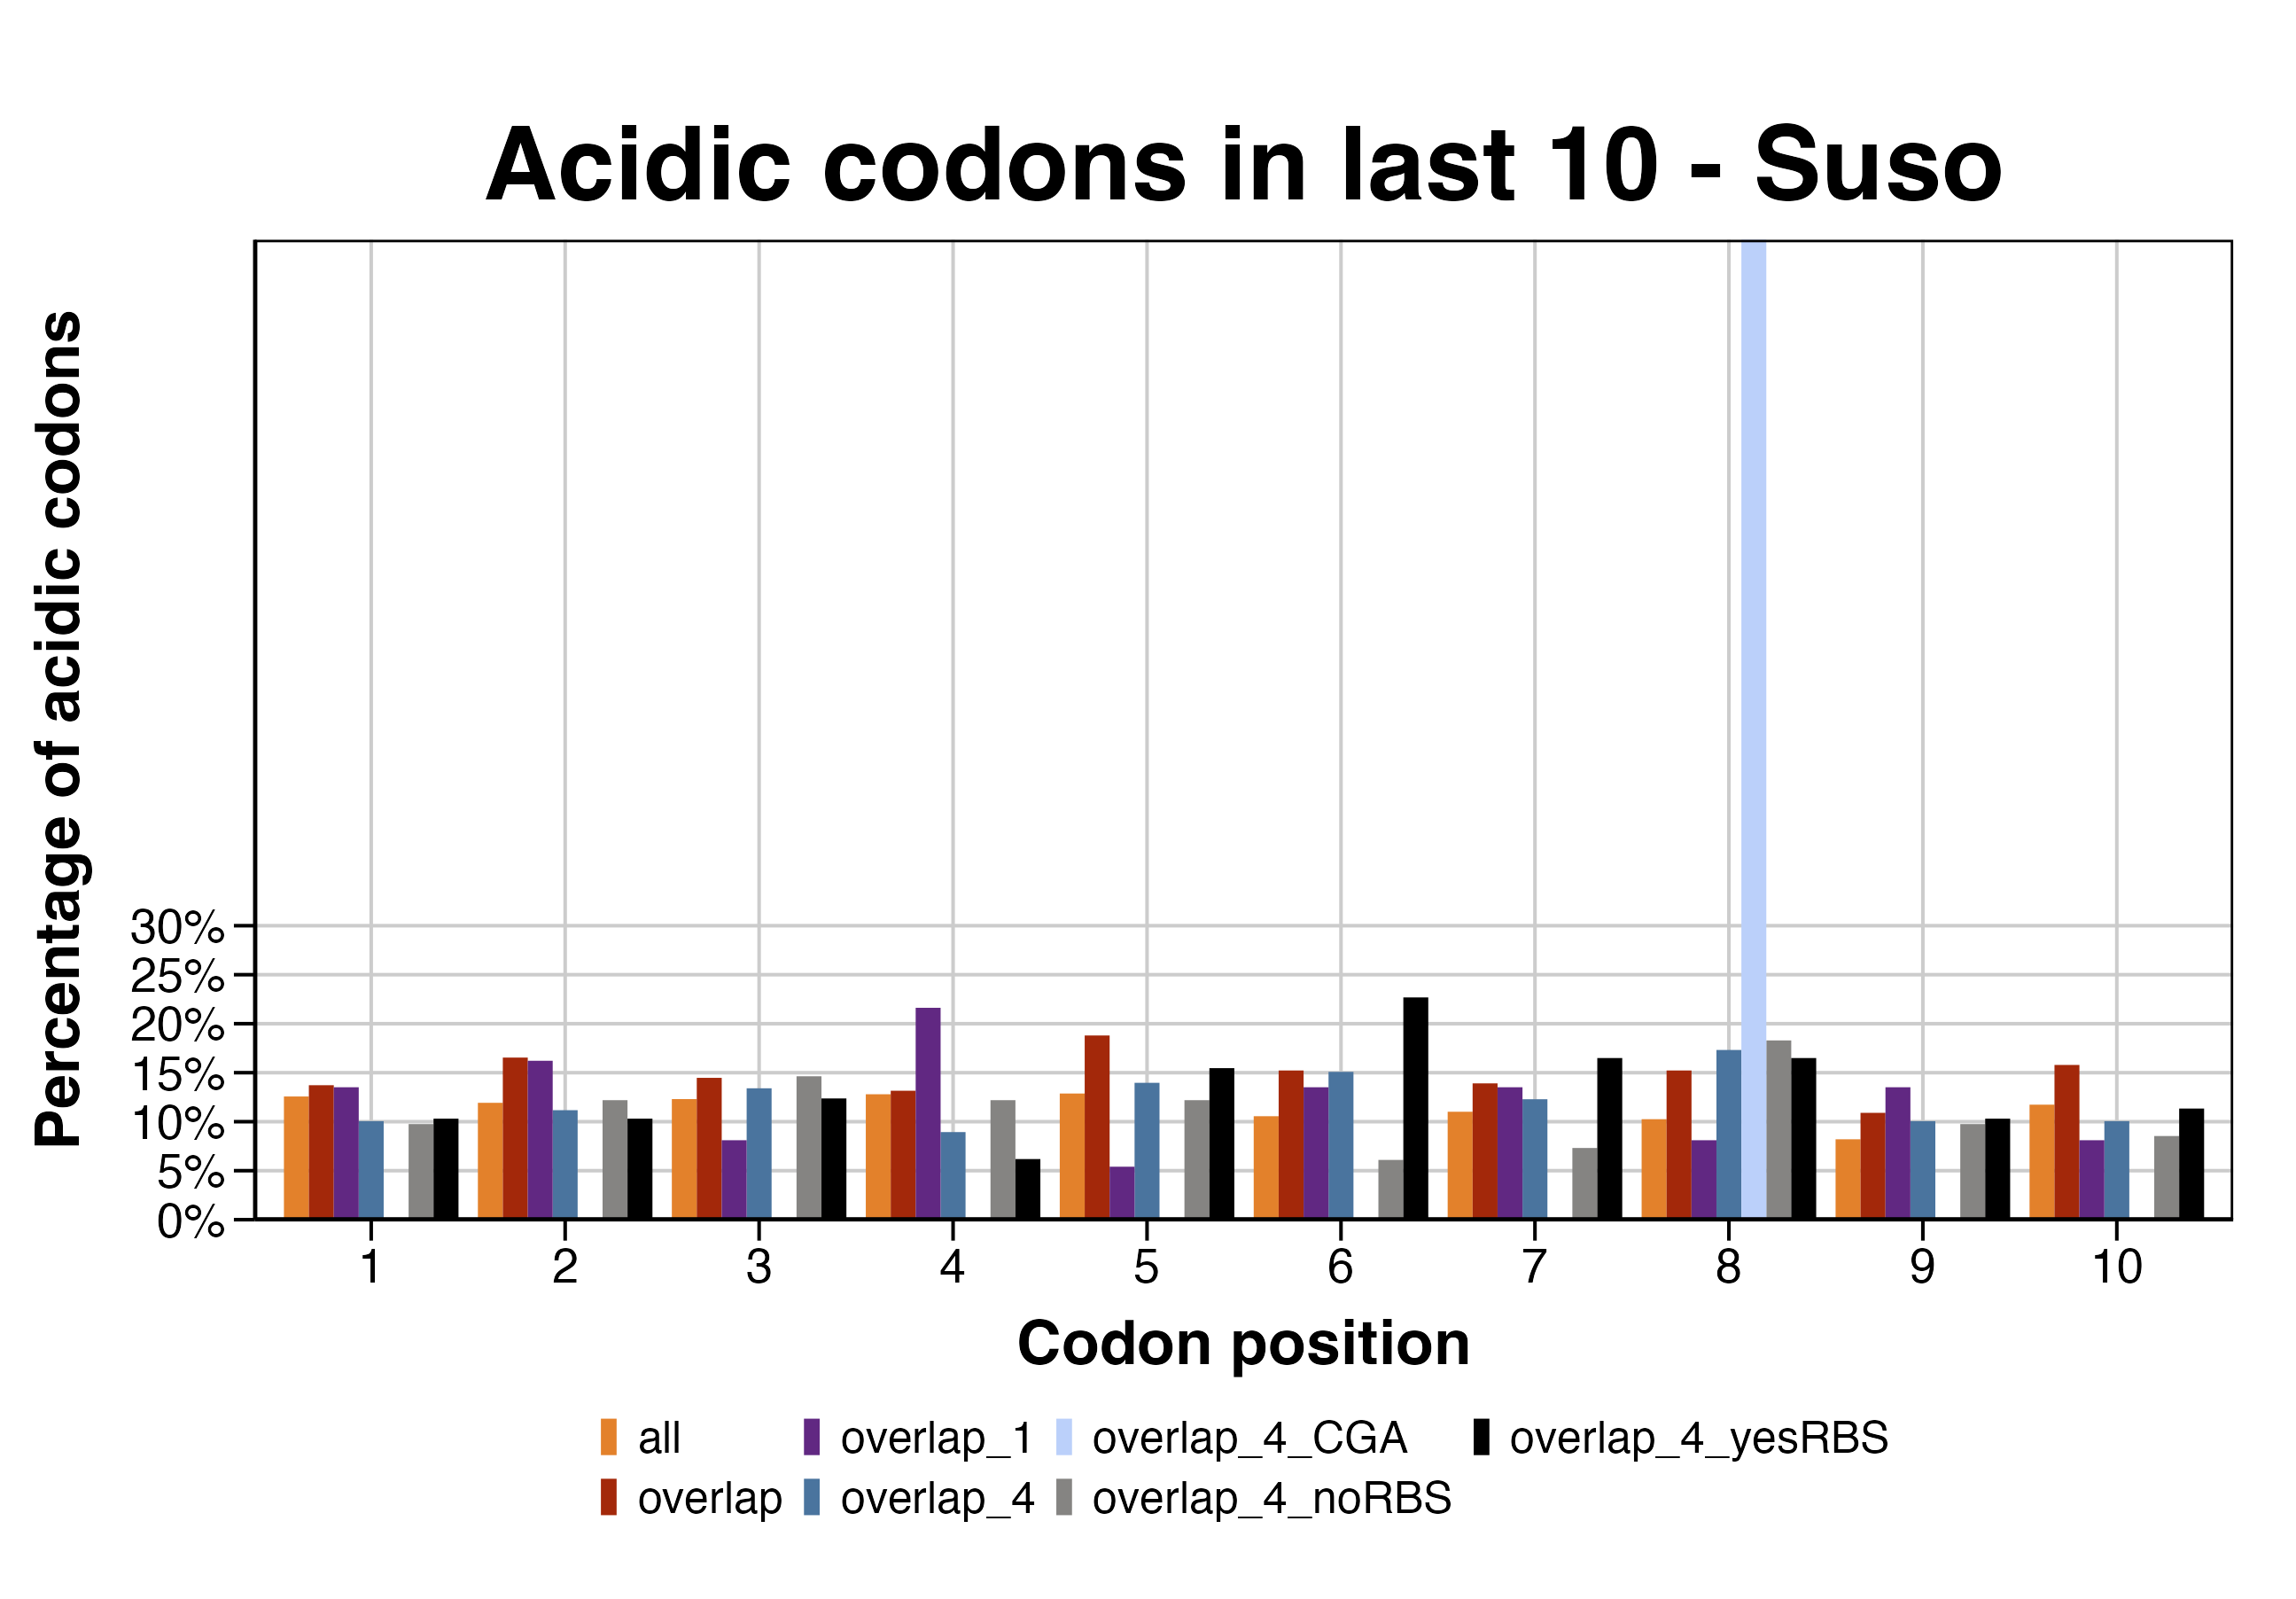 Acidic codons in last 10 - Suso
Percentage of acidic codons
30%
25%
20%
15%
10%
5%
0%
1 2 3 4 5 6 7 8 9 10
Codon position
all overlap_1 overlap_4_CGA overlap_4_yesRBS
overlap overlap_4 overlap_4_noRBS